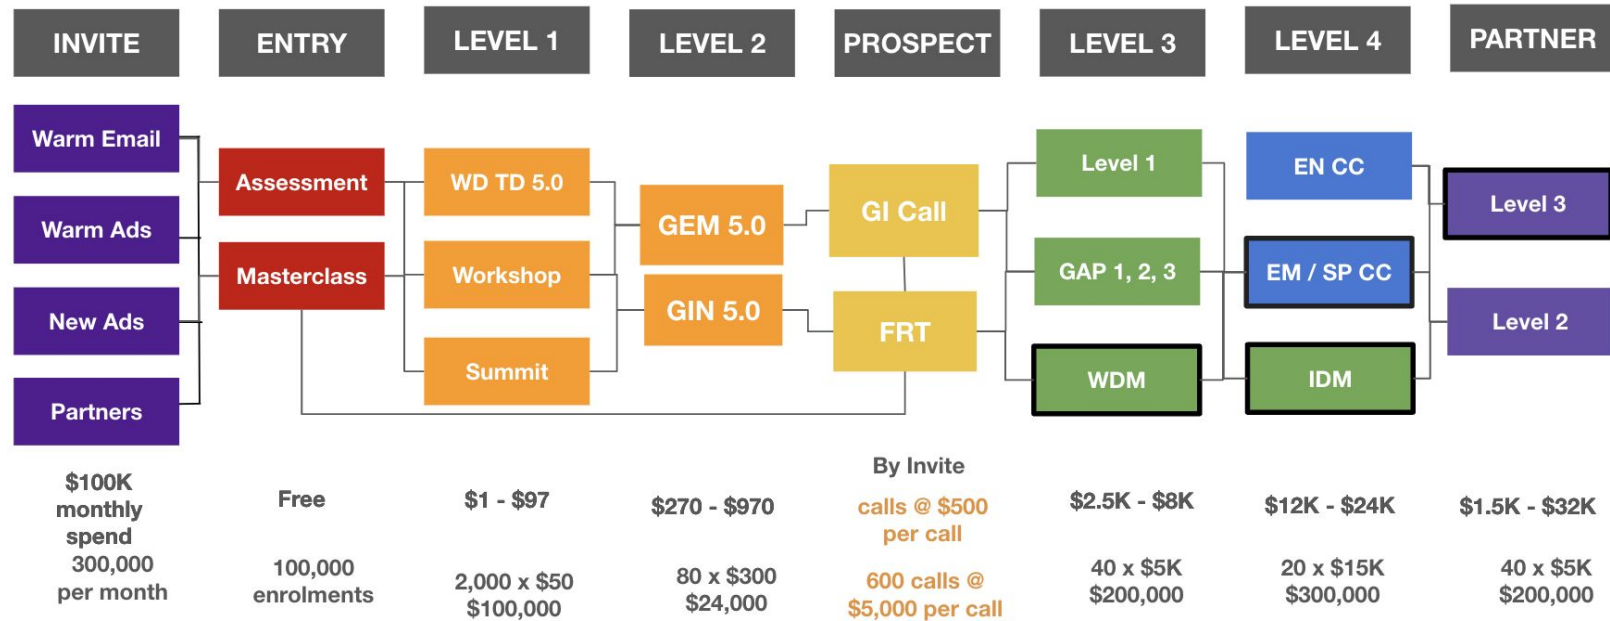 INVITE
ENTRY
LEVEL 1
LEVEL 2
PROSPECT
LEVEL 3
LEVEL 4
PARTNER
Warm Email
Warm Ads
New Ads
Partners
Assessment
Masterclass
WD TD 5.0
Workshop
Summit
GEM 5.0
GIN 5.0
GI Call
FRT
Level 1
GAP 1, 2, 3
WDM
EN CC
EM / SP CC
IDM
Level 3
Level 2
$100K
monthly
spend
300,000
per month
Free
100,000
enrolments
$1 - $97
2,000 x $50
$100,000
$270 - $970
80 x $300
$24,000
By Invite
calls @ $500
per call
600 calls @
$5,000 per call
$2.5K - $8K
40 x $5K
$200,000
$12K - $24K
20 x $15K
$300,000
$1.5K - $32K
40 x $5K
$200,000